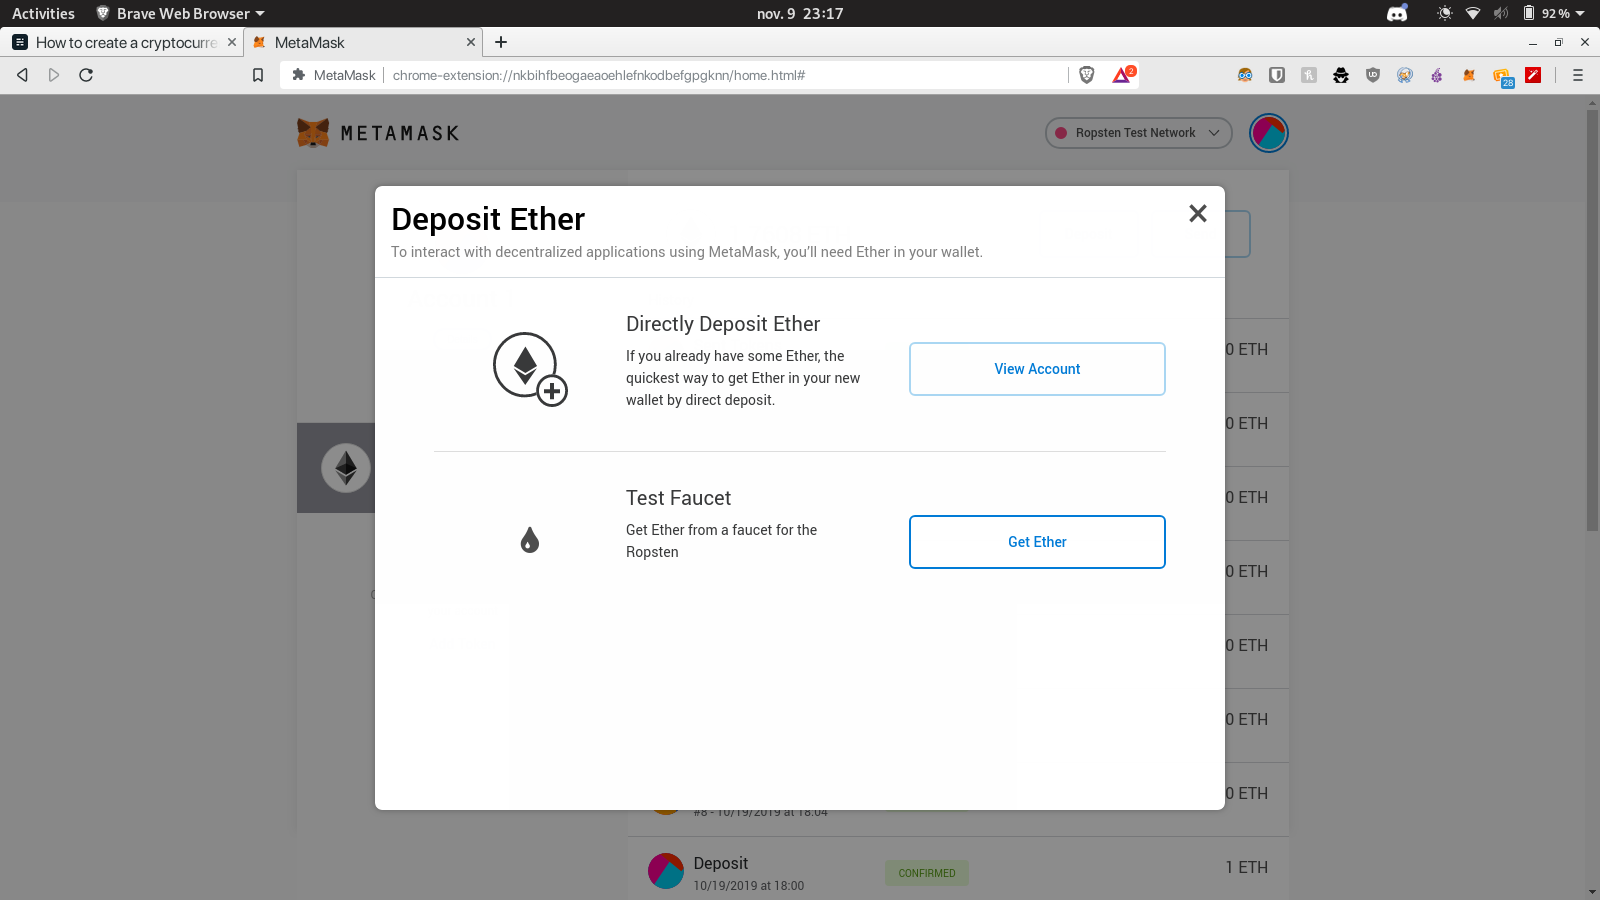 Activities
Brave Web Browser
nov. 9 23:17
92 %
How to create a cryptocurre
MetaMask
MetaMask
chrome-extension://nkbihfbeogaeaoehlefnkodbefgpgknn/home.html#
2
28
METAMASK
Ropsten Test Network
Deposit Ether
To interact with decentralized applications using MetaMask, you’ll need Ether in your wallet.
Directly Deposit Ether
If you already have some Ether, the
quickest way to get Ether in your new
wallet by direct deposit.
View Account
Test Faucet
Get Ether from a faucet for the
Ropsten
Get Ether
0 ETH
0 ETH
0 ETH
0 ETH
0 ETH
0 ETH
0 ETH
#8 - 10/19/2019 at 18:04
Deposit
10/19/2019 at 18:00
CONFIRMED
1 ETH